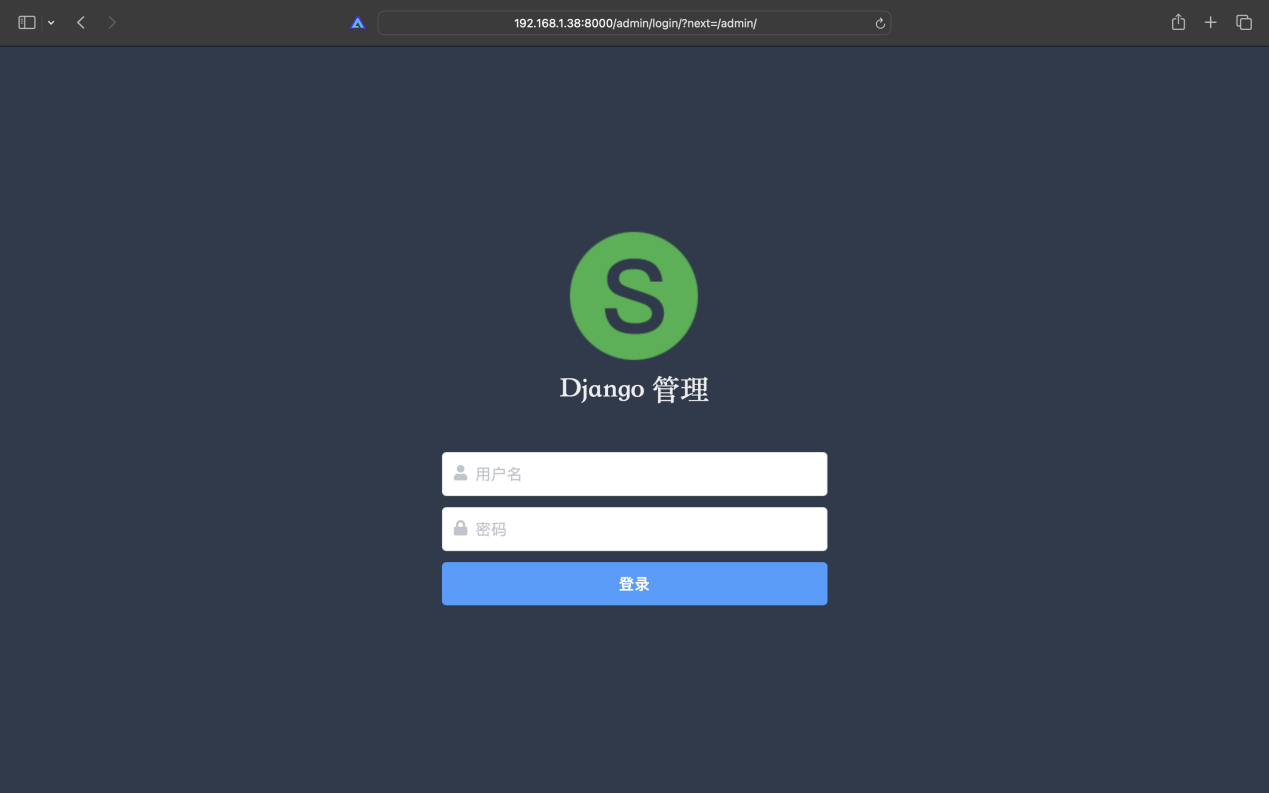 192.168.1.38:8000/admin/login/?next=/admin/
S
Django 管理
用户名
密码
登录